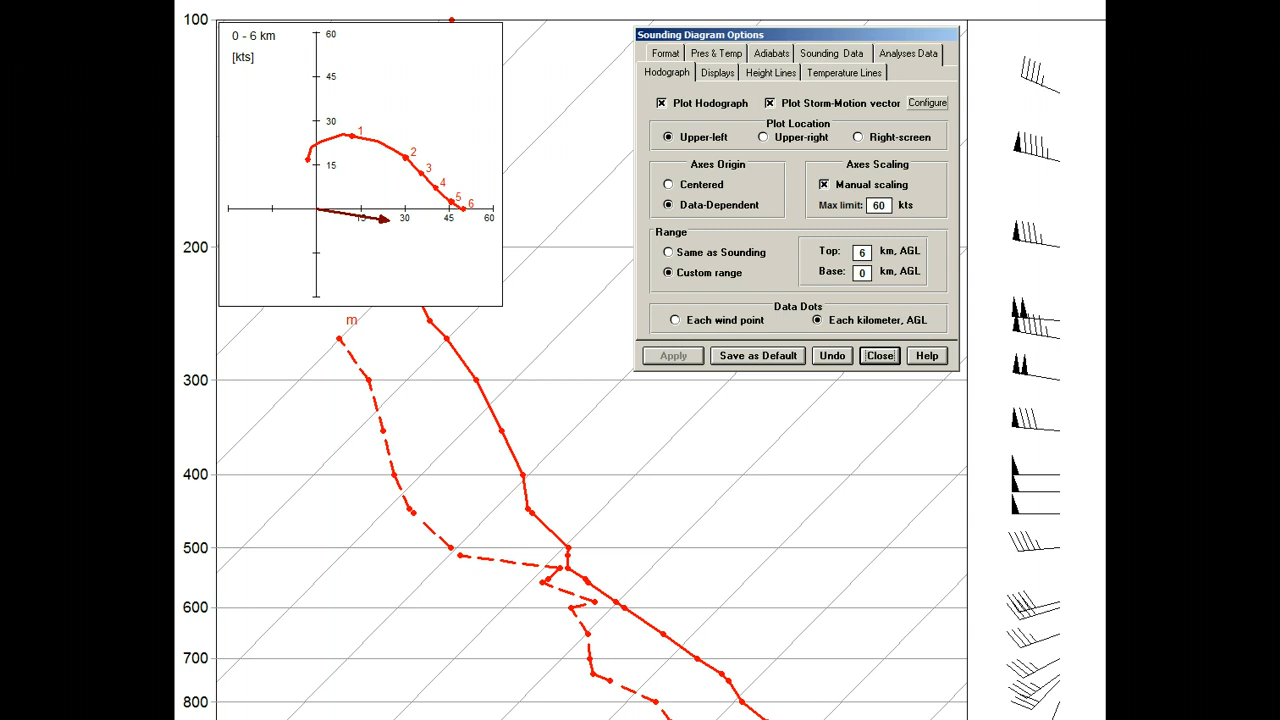 100
0 - 6 km
[kts]
60
45
30
15
1
2
3
4
5
6
15 30 45 60
Sounding Diagram Options
Format Pres & Temp Adiabats Sounding Data Analyses Data
Hodograph Displays Height Lines Temperature Lines
Plot Hodograph Plot Storm-Motion vector Configure
Plot Location
Upper-left Upper-right Right-screen
Axes Origin Axes Scaling
Centered Manual scaling
Data-Dependent Max limit: 60 kts
Range
Same as Sounding Top: 6 km, AGL
Custom range Base: 0 km, AGL
Data Dots
Each wind point Each kilometer, AGL
Apply Save as Default Undo Close Help
200
m
300
400
500
600
700
800